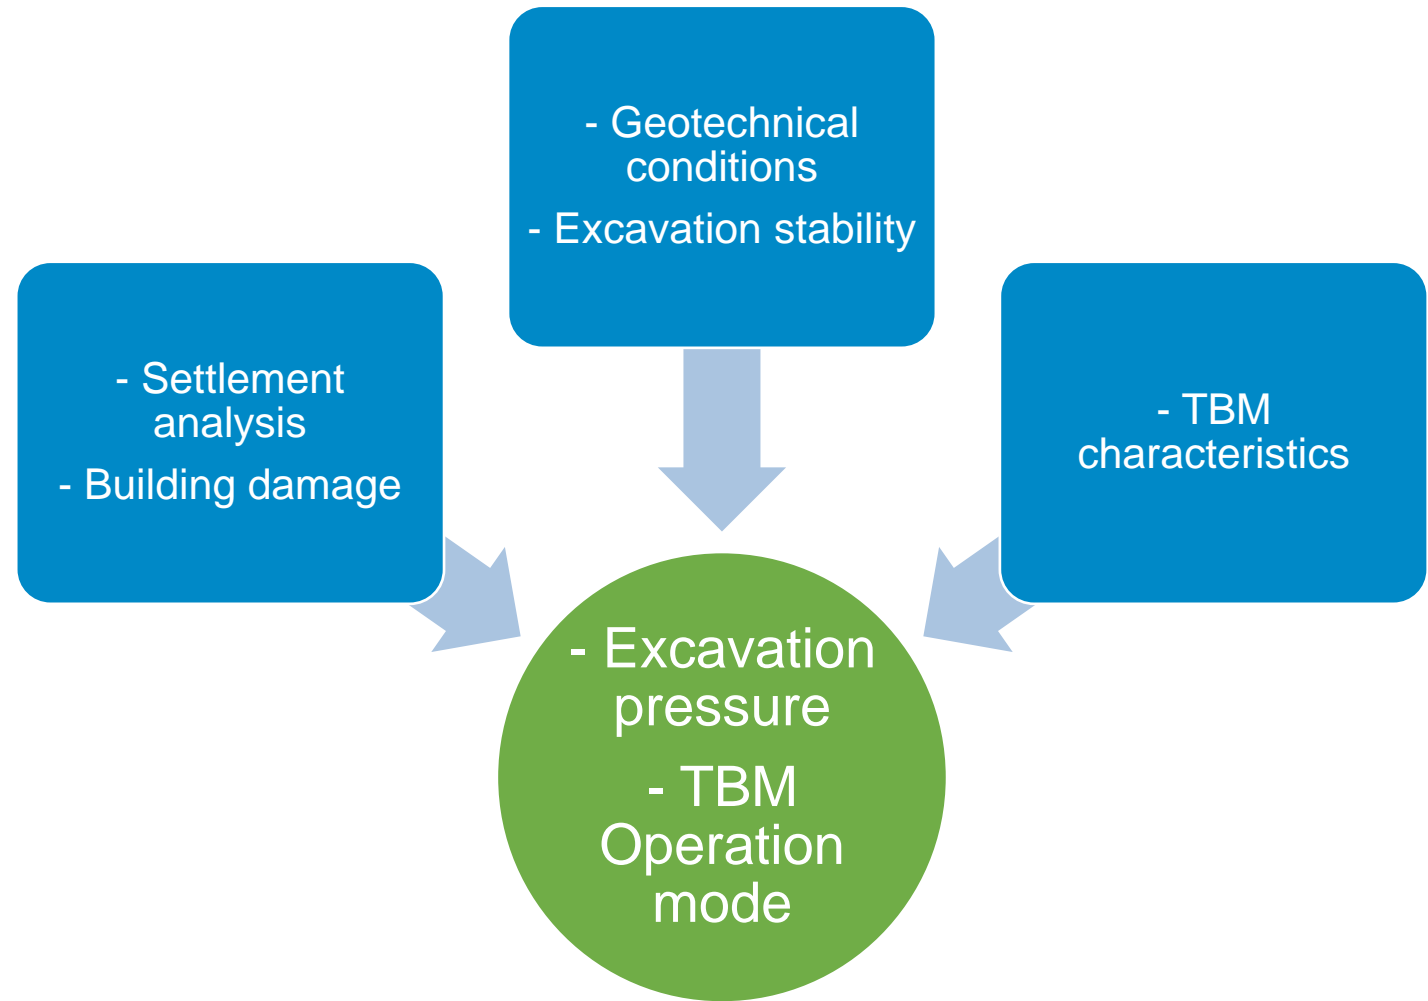 - Geotechnical
conditions
- Excavation stability
- Settlement
analysis
- Building damage
- TBM
characteristics
- Excavation
pressure
- TBM
Operation
mode